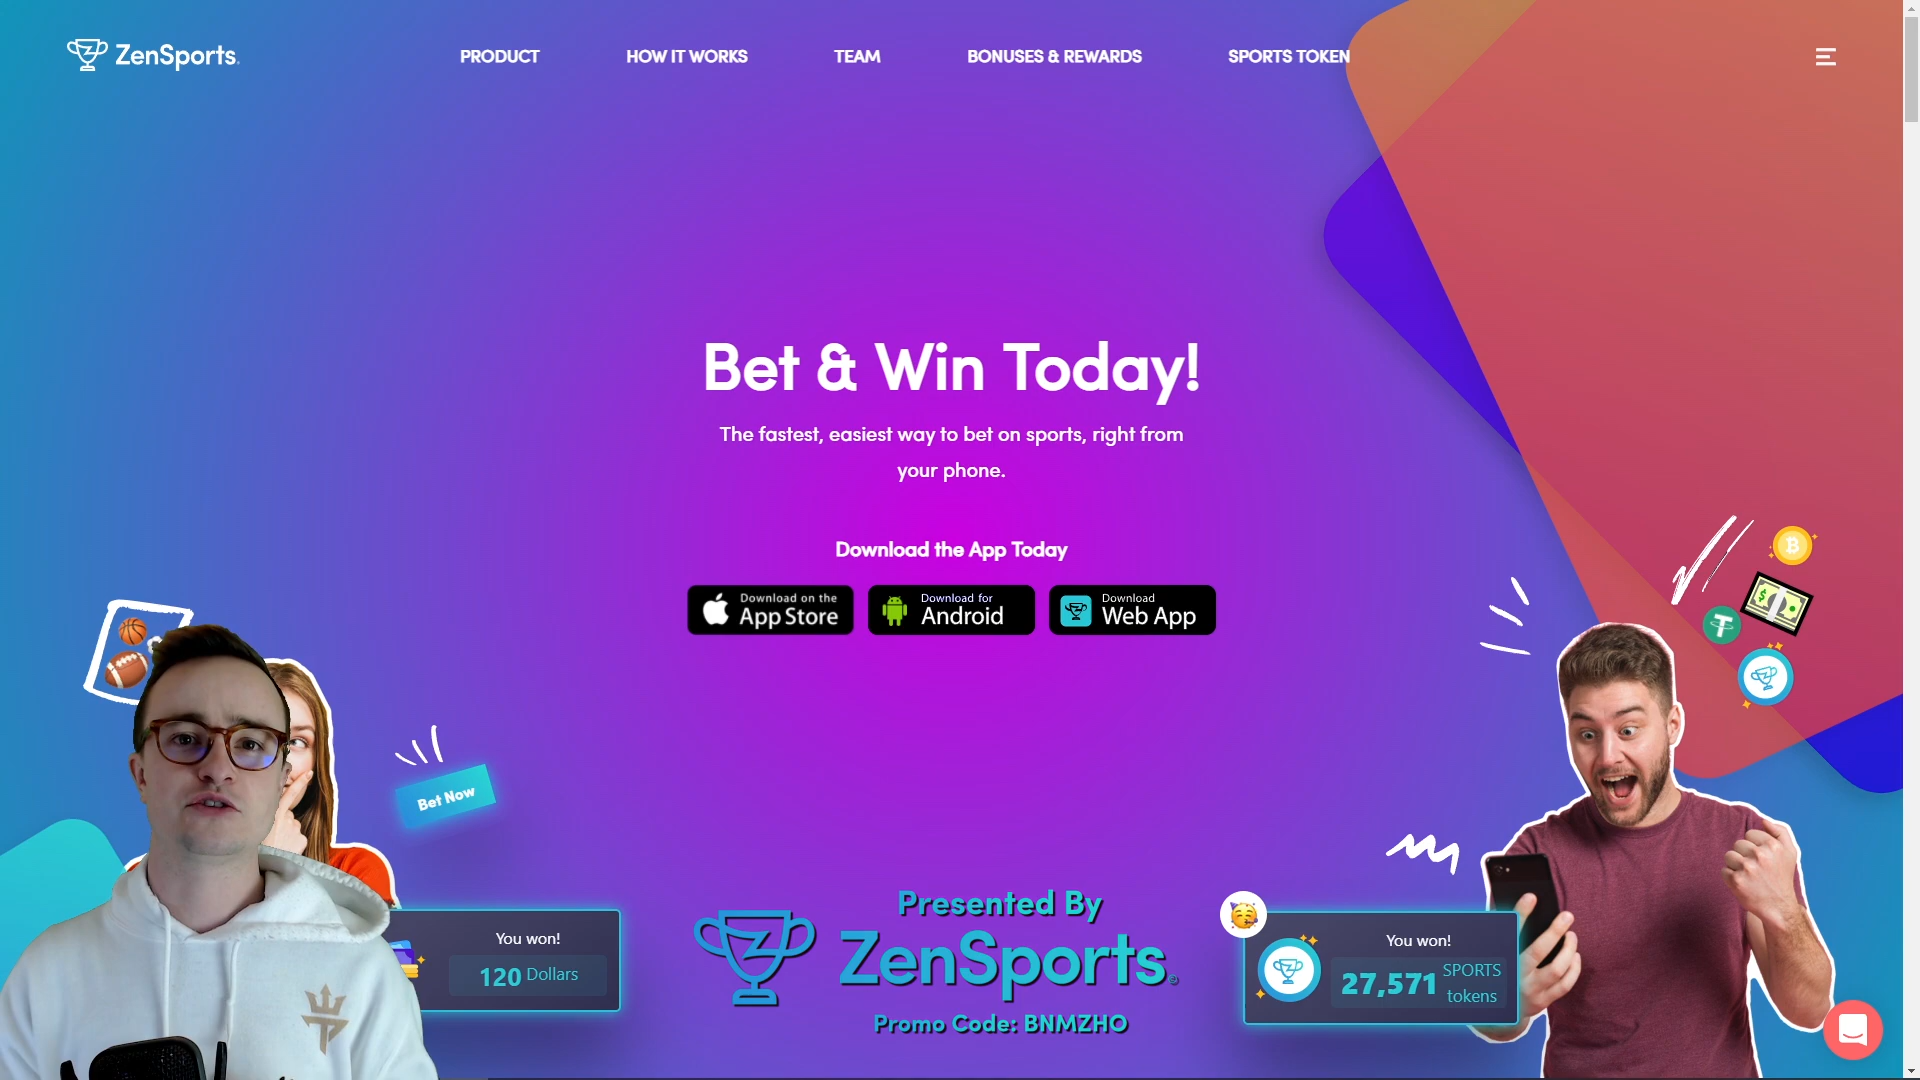 ZenSports
PRODUCT
HOW IT WORKS
TEAM
BONUSES & REWARDS
SPORTS TOKEN
Bet & Win Today!
The fastest, easiest way to bet on sports, right from
your phone.
Download the App Today
Download on the
App Store
Download for
Android
Download
Web App
Bet Now
You won!
120 Dollars
Presented By
ZenSports
Promo Code: BNMZHO
You won!
27,571 SPORTS
tokens